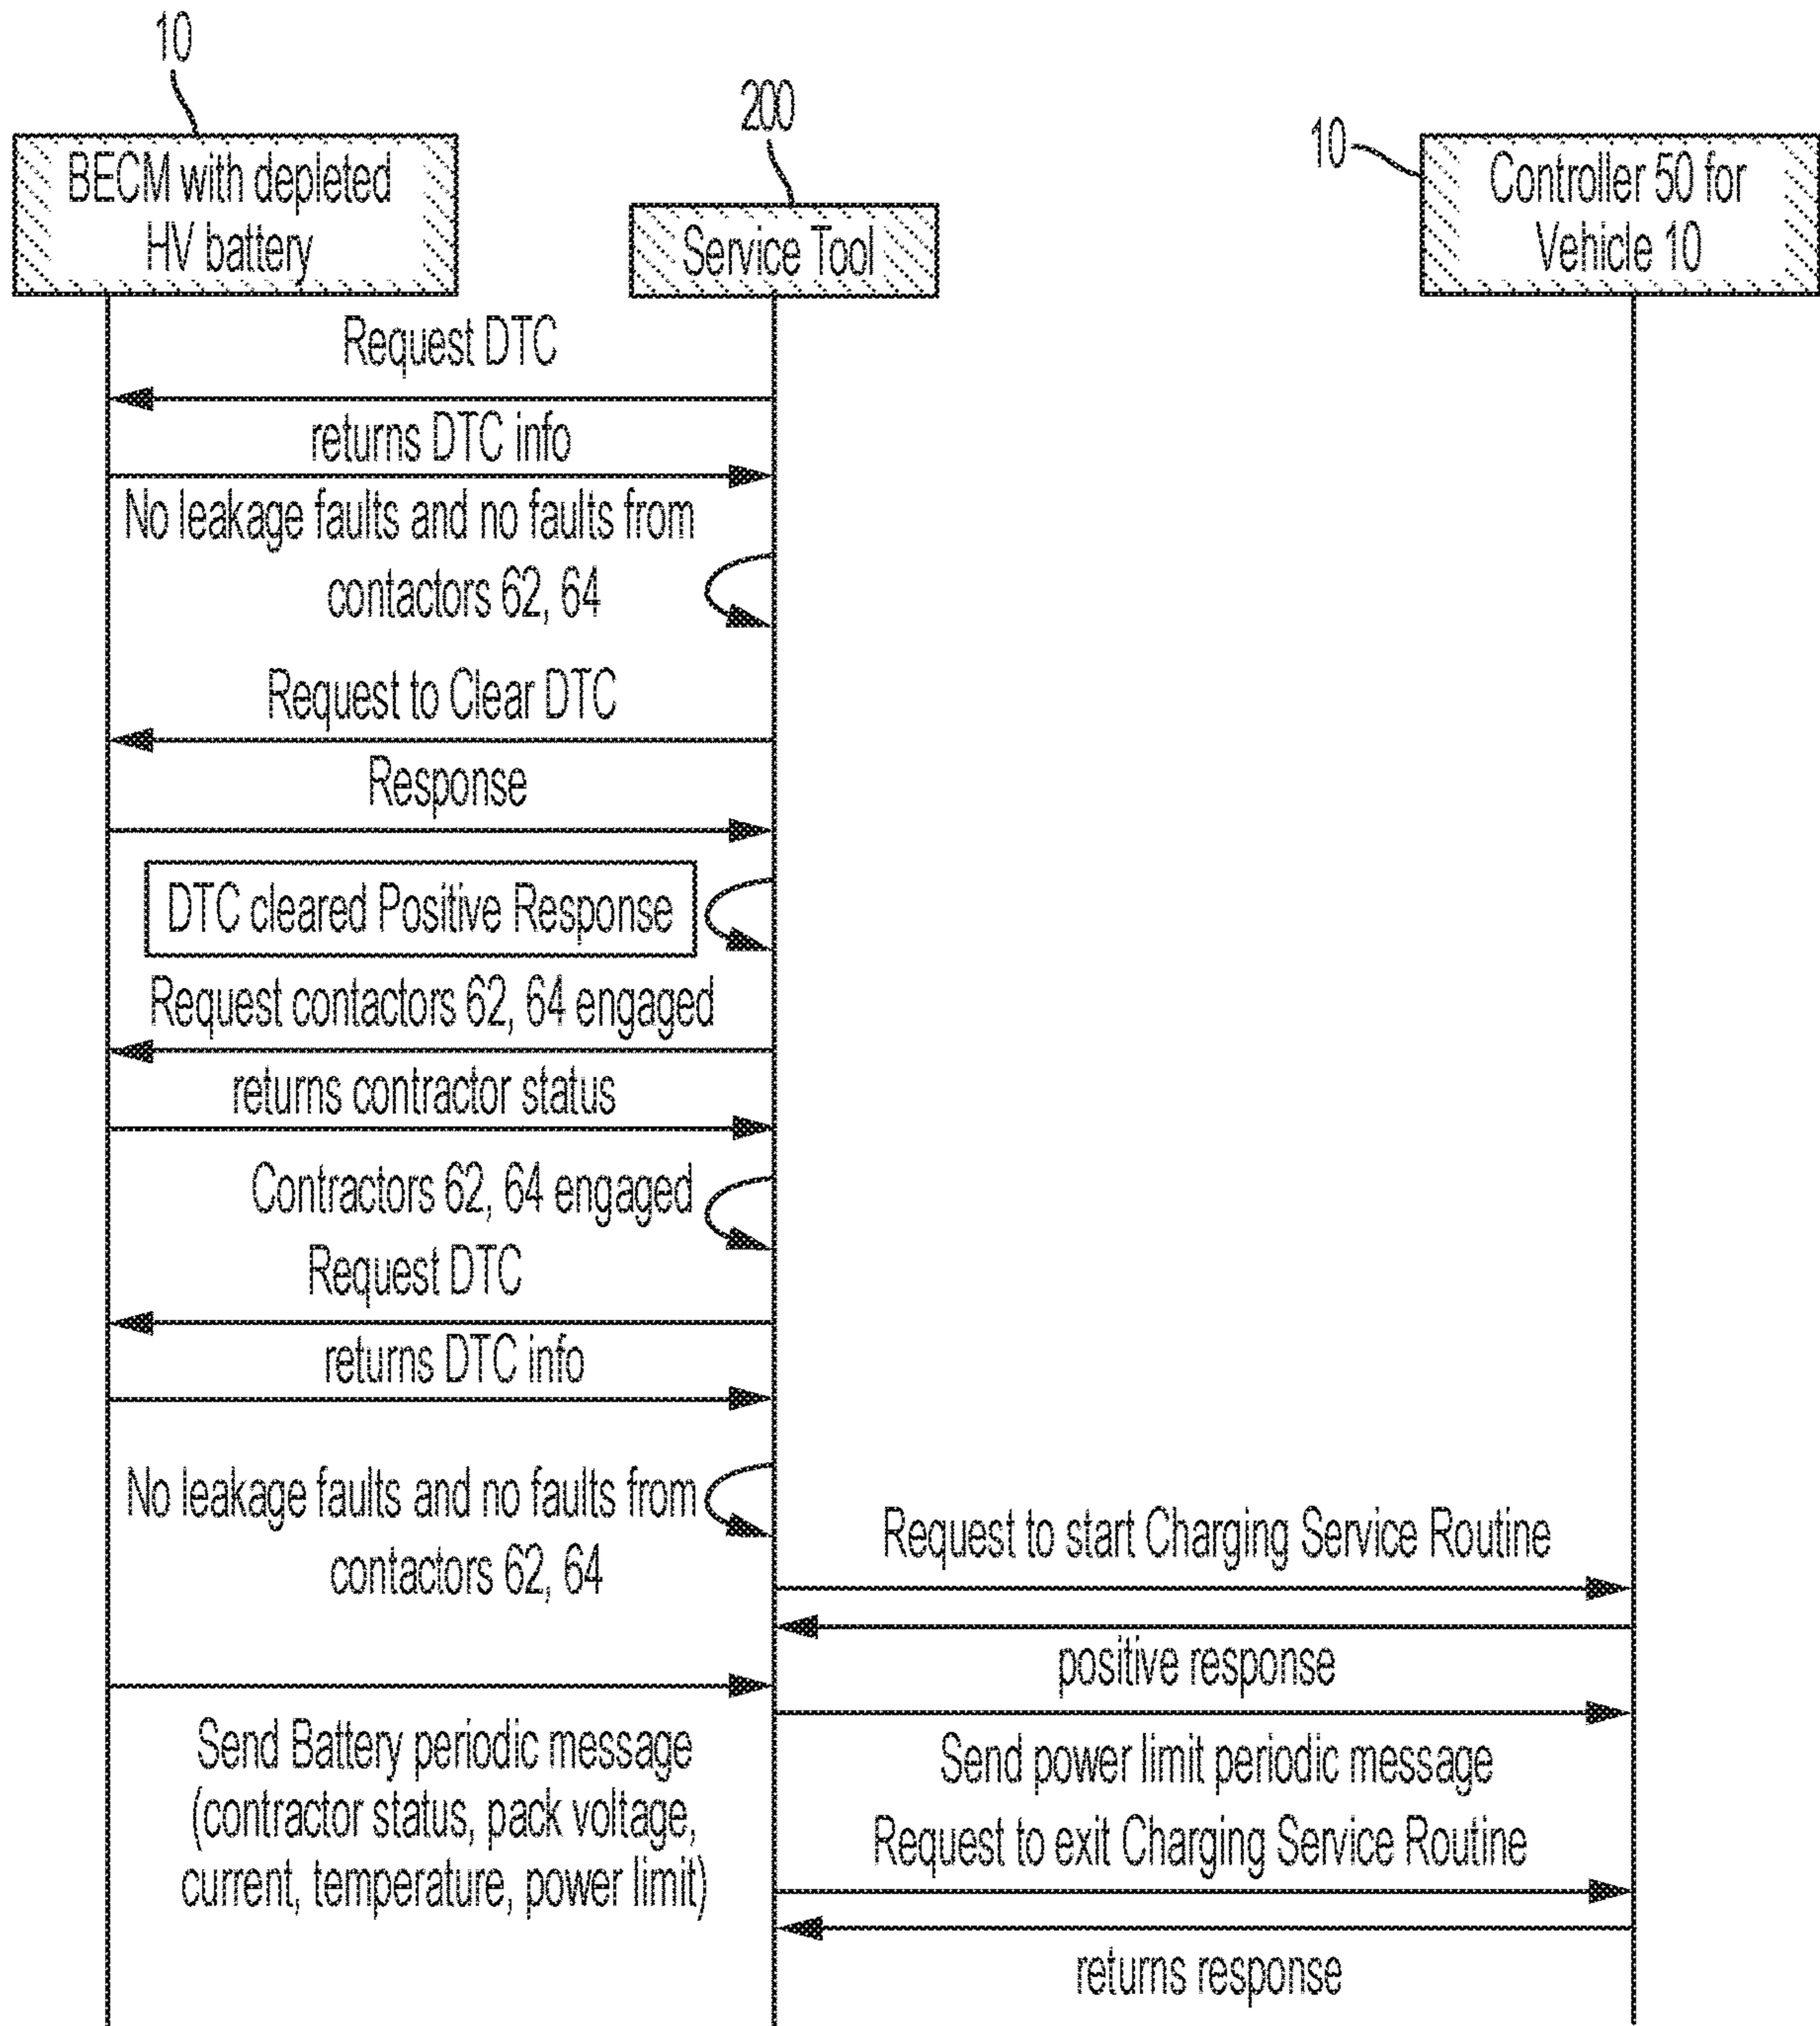 10
200
10
BECM with depleted
HV battery
Service Tool
Controller 50 for
Vehicle 10
Request DTC
returns DTC info
No leakage faults and no faults from
contactors 62, 64
Request to Clear DTC
Response
DTC cleared Positive Response
Request contactors 62, 64 engaged
returns contractor status
Contractors 62, 64 engaged
Request DTC
returns DTC info
No leakage faults and no faults from
contactors 62, 64
Request to start Charging Service Routine
positive response
Send Battery periodic message
(contractor status, pack voltage,
current, temperature, power limit)
Send power limit periodic message
Request to exit Charging Service Routine
returns response